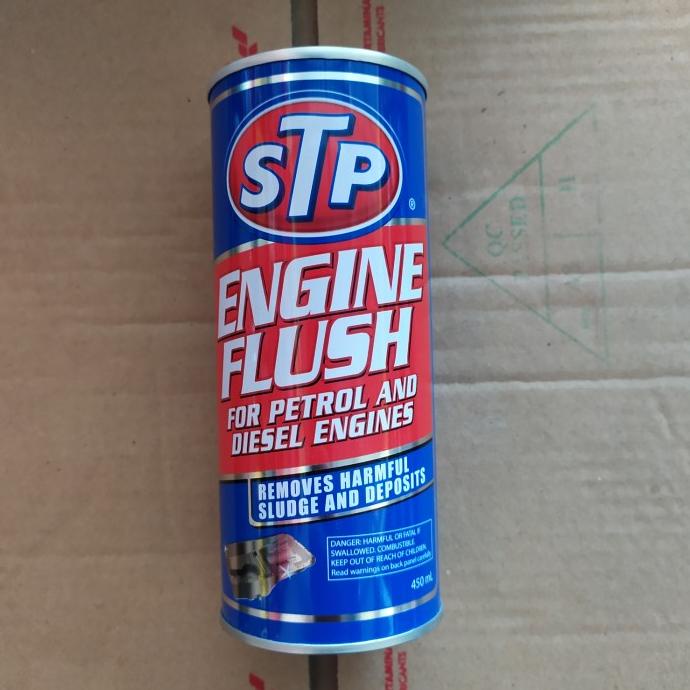 STP
®
ENGINE
FLUSH
FOR PETROL AND
DIESEL ENGINES
REMOVES HARMFUL
SLUDGE AND DEPOSITS
DANGER: HARMFUL OR FATAL IF
SWALLOWED. COMBUSTIBLE.
KEEP OUT OF REACH OF CHILDREN.
Read warnings on back panel carefully.
450 mL
QC